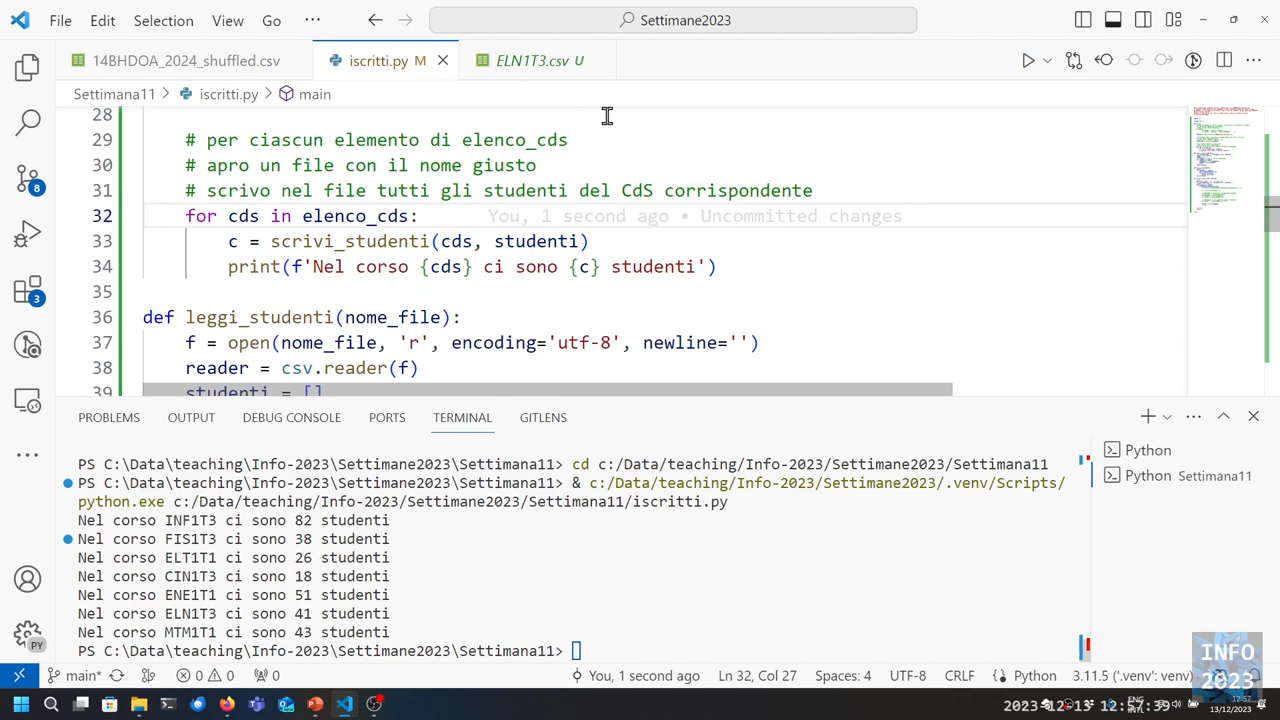 File Edit Selection View Go ··· Settimane2023
14BHDOA_2024_shuffled.csv iscritti.py M ELN1T3.csv U
Settimana11 > iscritti.py > main
28
29 # per ciascun elemento di elenco_cds
30 # apro un file con il nome giusto
31 # scrivo nel file tutti gli studenti del CdS corrispondente
32 for cds in elenco_cds: You, 1 second ago • Uncommitted changes
33 c = scrivi_studenti(cds, studenti)
34 print(f'Nel corso {cds} ci sono {c} studenti')
35
36 def leggi_studenti(nome_file):
37 f = open(nome_file, 'r', encoding='utf-8', newline='')
38 reader = csv.reader(f)
39 studenti = []
8
3
PROBLEMS OUTPUT DEBUG CONSOLE PORTS TERMINAL GITLENS
PS C:\Data\teaching\Info-2023\Settimane2023\Settimana11> cd c:/Data/teaching/Info-2023/Settimane2023/Settimana11
PS C:\Data\teaching\Info-2023\Settimane2023\Settimana11> & c:/Data/teaching/Info-2023/Settimane2023/.venv/Scripts/
python.exe c:/Data/teaching/Info-2023/Settimane2023/Settimana11/iscritti.py
Nel corso INF1T3 ci sono 82 studenti
Nel corso FIS1T3 ci sono 38 studenti
Nel corso ELT1T1 ci sono 26 studenti
Nel corso CIN1T3 ci sono 18 studenti
Nel corso ENE1T1 ci sono 51 studenti
Nel corso ELN1T3 ci sono 41 studenti
Nel corso MTM1T1 ci sono 43 studenti
PS C:\Data\teaching\Info-2023\Settimane2023\Settimana11>
Python
Python Settimana11
PY
main* 0 0 0 You, 1 second ago Ln 32, Col 27 Spaces: 4 UTF-8 CRLF Python 3.11.5 ('.venv': venv)
INFO
2023
ENG
12:57
13/12/2023